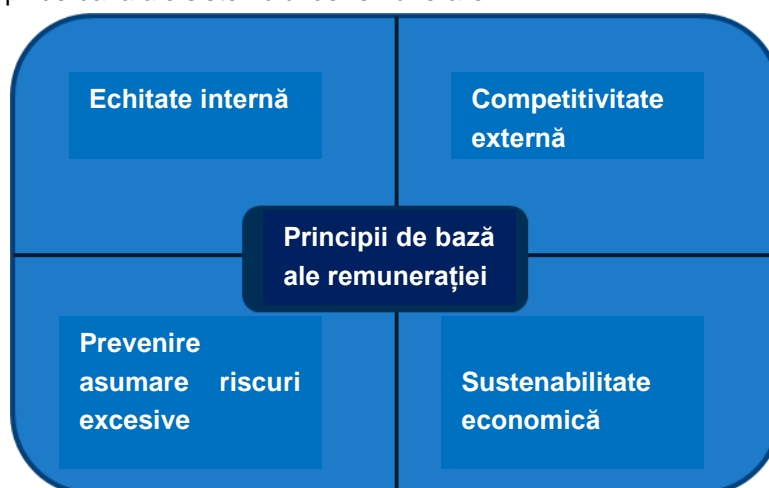 Echitate internă
Competitivitate
externă
Principii de bază
ale remunerației
Prevenire
asumare riscuri
excesive
Sustenabilitate
economică